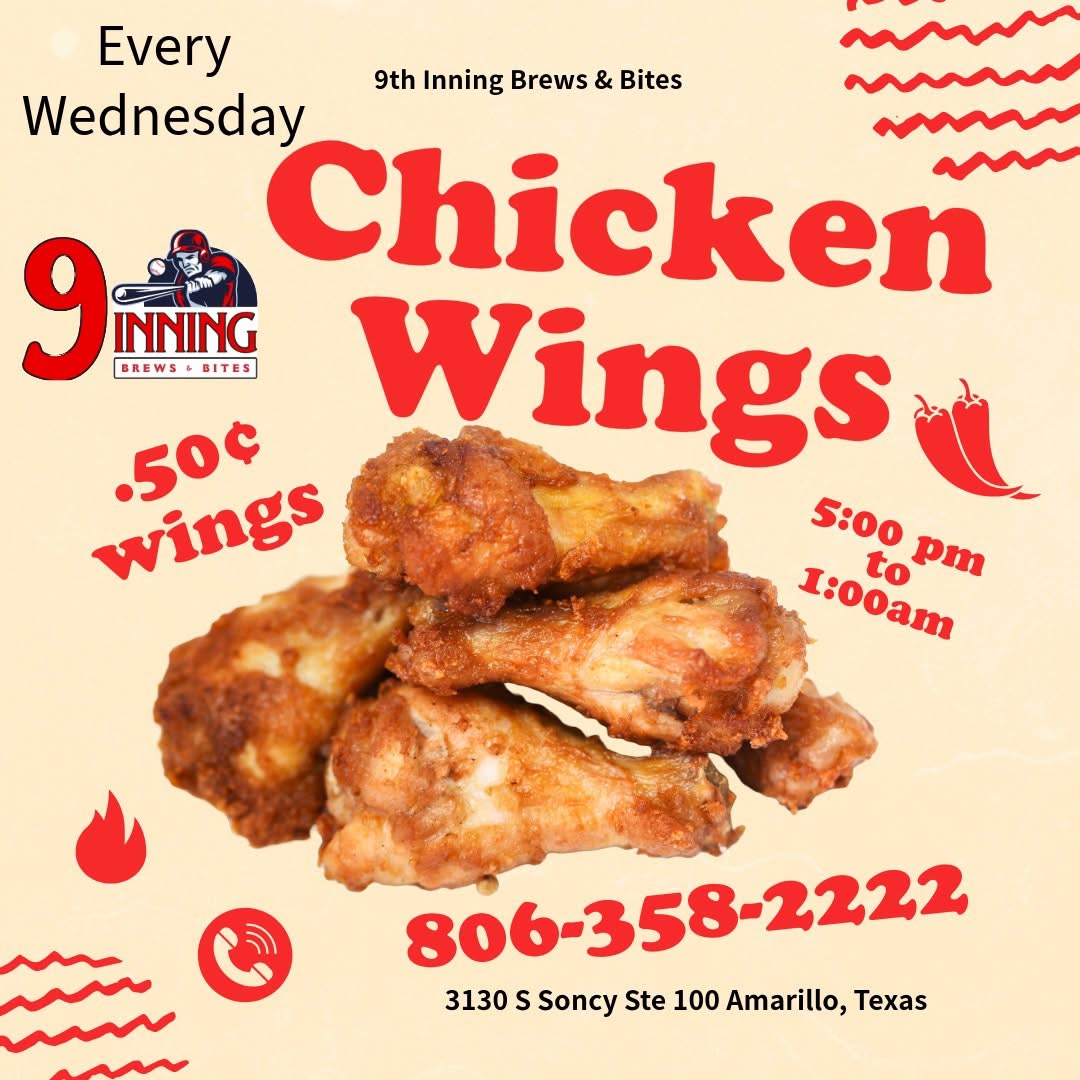 Every
Wednesday
9th Inning Brews & Bites
Chicken
Wings
9 INNING
BREWS & BITES
.50¢
wings
5:00 pm
to
1:00am
806-358-2222
3130 S Soncy Ste 100 Amarillo, Texas